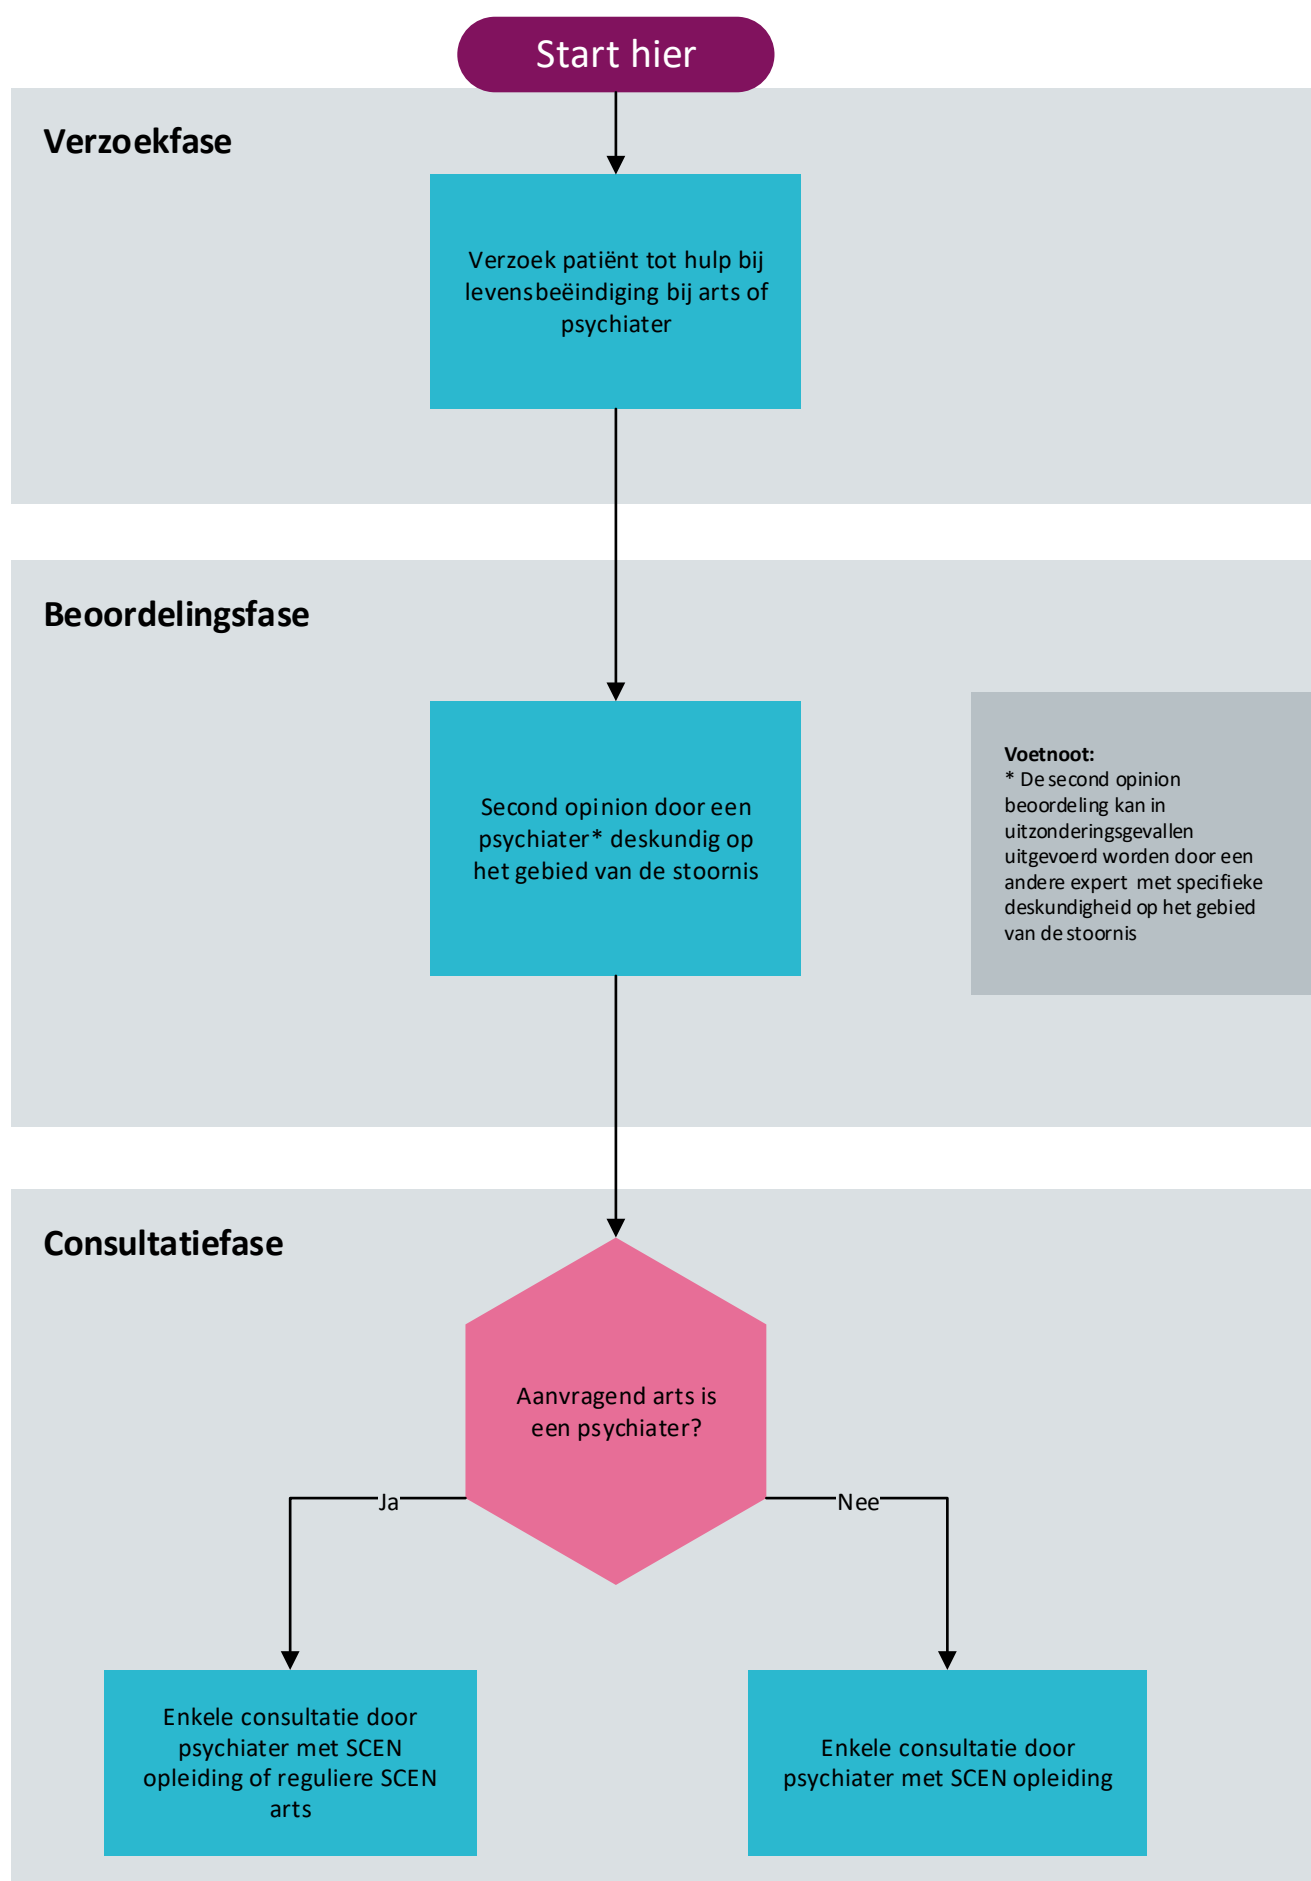 Start hier
Verzoekfase
Verzoek patiënt tot hulp bij
levensbeëindiging bij arts of
psychiater
Beoordelingsfase
Second opinion door een
psychiater* deskundig op
het gebied van de stoornis
Voetnoot:
* De second opinion
beoordeling kan in
uitzonderingsgevallen
uitgevoerd worden door een
andere expert met specifieke
deskundigheid op het gebied
van de stoornis
Consultatiefase
Aanvragend arts is
een psychiater?
Ja
Nee
Enkele consultatie door
psychiater met SCEN
opleiding of reguliere SCEN
arts
Enkele consultatie door
psychiater met SCEN opleiding